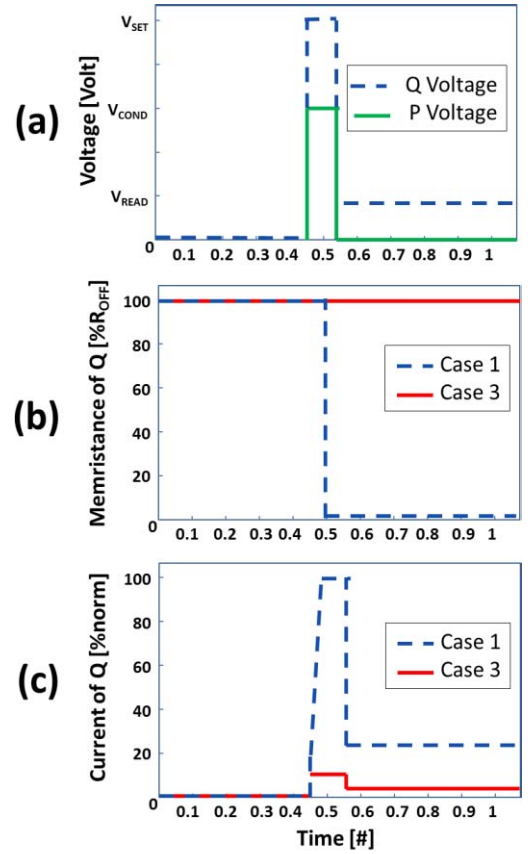 (a)
Voltage [Volt]
V_SET
V_COND
V_READ
0
Q Voltage
P Voltage
0.1 0.2 0.3 0.4 0.5 0.6 0.7 0.8 0.9 1
(b)
Memristance of Q [%R_OFF]
100
80
60
40
20
0
Case 1
Case 3
0.1 0.2 0.3 0.4 0.5 0.6 0.7 0.8 0.9 1
(c)
Current of Q [%norm]
100
80
60
40
20
0
Case 1
Case 3
0.1 0.2 0.3 0.4 0.5 0.6 0.7 0.8 0.9 1
Time [#]